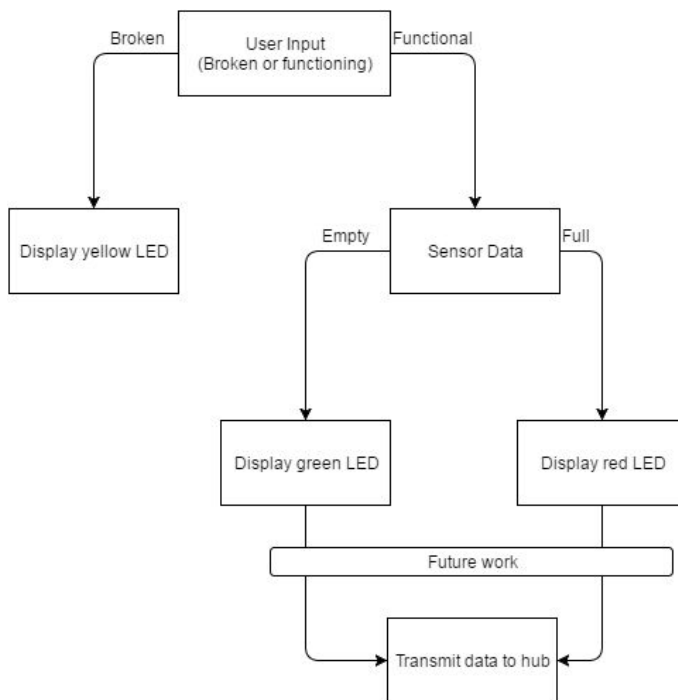 Broken
User Input
(Broken or functioning)
Functional
Display yellow LED
Empty
Sensor Data
Full
Display green LED
Display red LED
Future work
Transmit data to hub